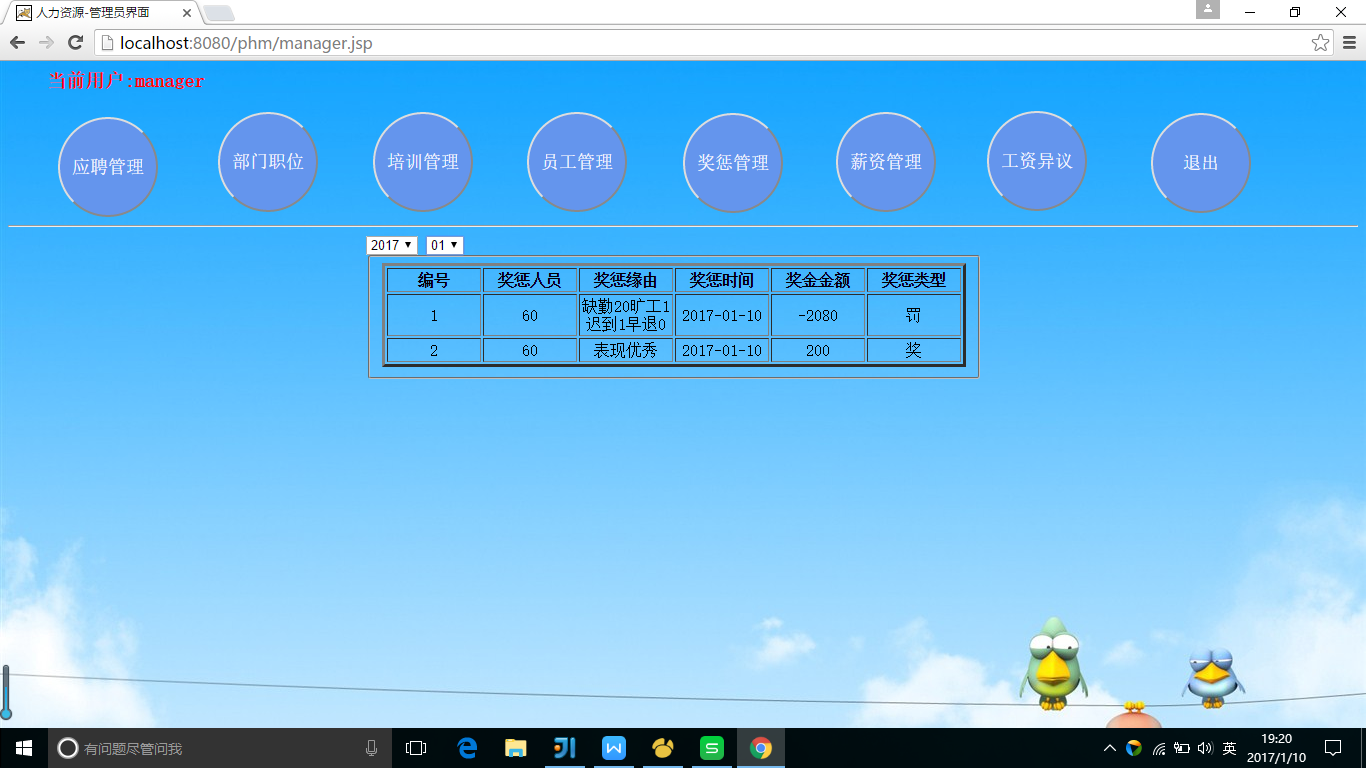 人力资源-管理员界面
localhost:8080/phm/manager.jsp
当前用户:manager
应聘管理 部门职位 培训管理 员工管理 奖惩管理 薪资管理 工资异议 退出
2017 01
编号 奖惩人员 奖惩缘由 奖惩时间 奖金金额 奖惩类型
1 60 缺勤20旷工1 2017-01-10 -2080 罚
迟到1早退0
2 60 表现优秀 2017-01-10 200 奖
有问题尽管问我
英
19:20
2017/1/10